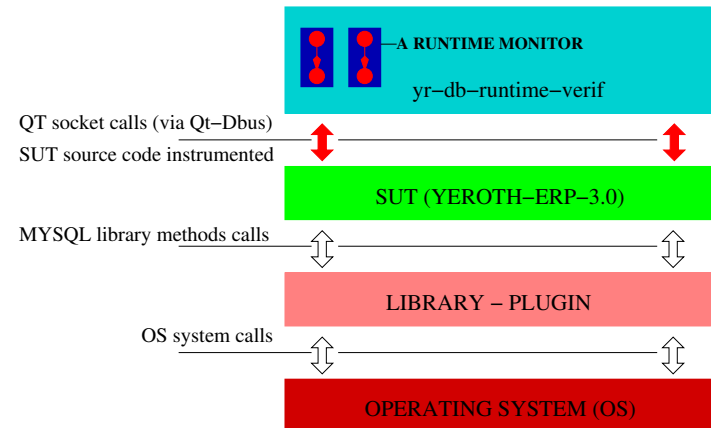 A RUNTIME MONITOR
yr−db−runtime−verif
QT socket calls (via Qt−Dbus)
SUT source code instrumented
SUT (YEROTH−ERP−3.0)
MYSQL library methods calls
LIBRARY − PLUGIN
OS system calls
OPERATING SYSTEM (OS)